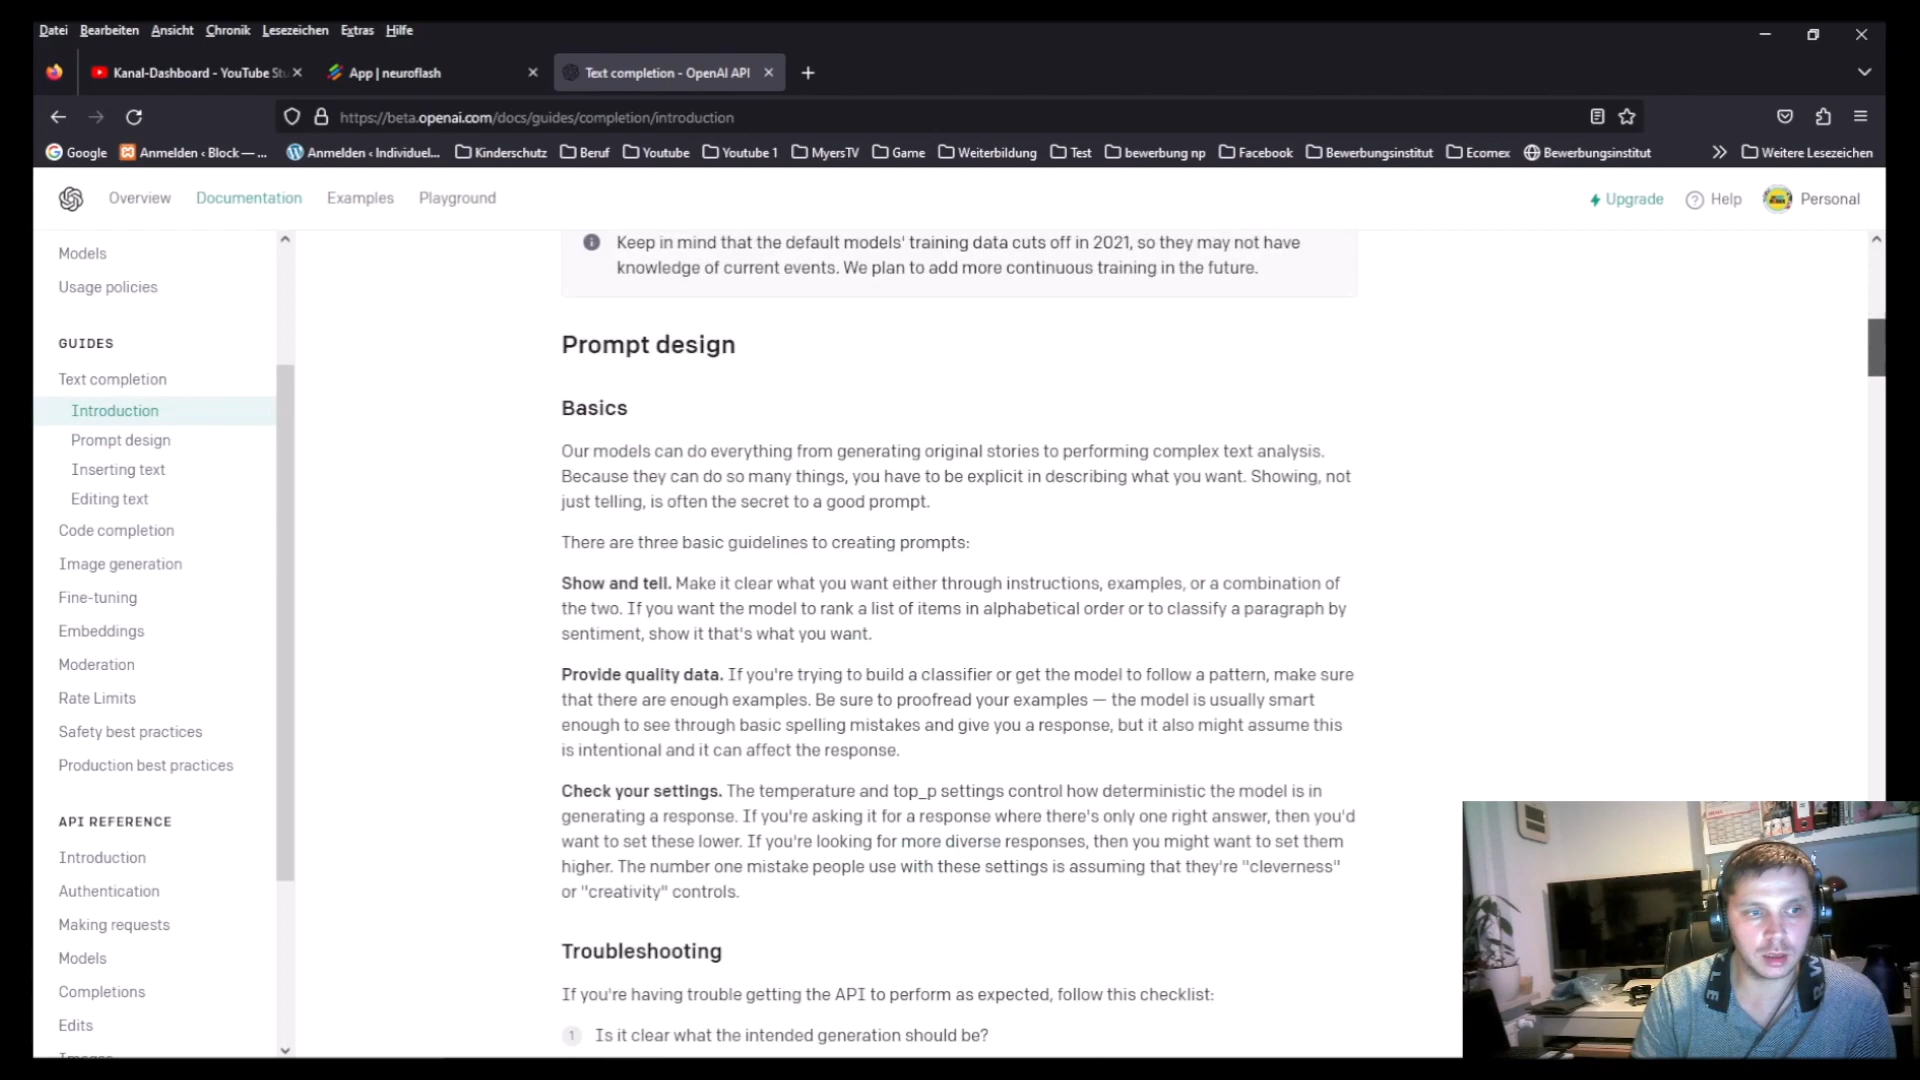 Datei Bearbeiten Ansicht Chronik Lesezeichen Extras Hilfe
Kanal-Dashboard - YouTube Stu
App | neuroflash
Text completion - OpenAI API
https://beta.openai.com/docs/guides/completion/introduction
Google
Anmelden ‹ Block — ...
Anmelden ‹ Individuel...
Kinderschutz
Beruf
Youtube
Youtube 1
MyersTV
Game
Weiterbildung
Test
bewerbung np
Facebook
Bewerbungsinstitut
Ecomex
Bewerbungsinstitut
Weitere Lesezeichen
Overview
Documentation
Examples
Playground
Upgrade
Help
Personal
Models
Usage policies
GUIDES
Text completion
Introduction
Prompt design
Inserting text
Editing text
Code completion
Image generation
Fine-tuning
Embeddings
Moderation
Rate Limits
Safety best practices
Production best practices
API REFERENCE
Introduction
Authentication
Making requests
Models
Completions
Edits
Keep in mind that the default models' training data cuts off in 2021, so they may not have
knowledge of current events. We plan to add more continuous training in the future.
Prompt design
Basics
Our models can do everything from generating original stories to performing complex text analysis.
Because they can do so many things, you have to be explicit in describing what you want. Showing, not
just telling, is often the secret to a good prompt.
There are three basic guidelines to creating prompts:
Show and tell. Make it clear what you want either through instructions, examples, or a combination of
the two. If you want the model to rank a list of items in alphabetical order or to classify a paragraph by
sentiment, show it that's what you want.
Provide quality data. If you're trying to build a classifier or get the model to follow a pattern, make sure
that there are enough examples. Be sure to proofread your examples — the model is usually smart
enough to see through basic spelling mistakes and give you a response, but it also might assume this
is intentional and it can affect the response.
Check your settings. The temperature and top_p settings control how deterministic the model is in
generating a response. If you're asking it for a response where there's only one right answer, then you'd
want to set these lower. If you're looking for more diverse responses, then you might want to set them
higher. The number one mistake people use with these settings is assuming that they're "cleverness"
or "creativity" controls.
Troubleshooting
If you're having trouble getting the API to perform as expected, follow this checklist:
1 Is it clear what the intended generation should be?